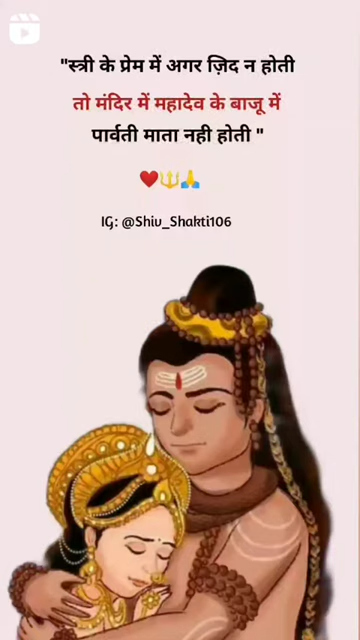 "स्त्री के प्रेम में अगर ज़िद न होती
तो मंदिर में महादेव के बाजू में
पार्वती माता नही होती "
❤️🔱🙏
IG: @Shiv_Shakti106